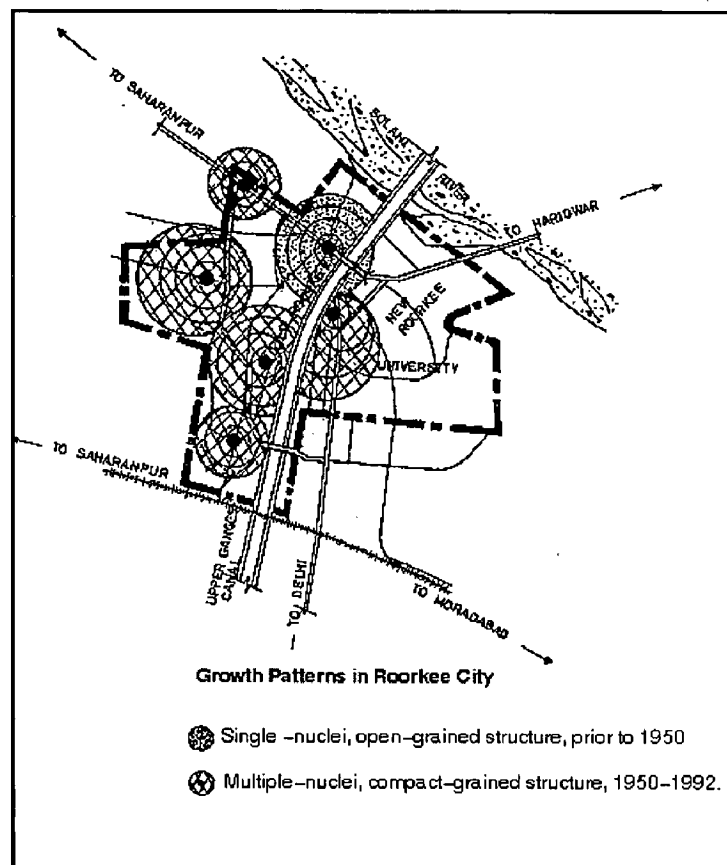 TO SAHARANPUR
SOLANI
RIVER
TO HARIDWAR
NEW
ROORKEE
UNIVERSITY
TO SAHARANPUR
UPPER GANGES
CANAL
TO DELHI
TO MORADABAD
Growth Patterns in Roorkee City
Single-nuclei, open-grained structure, prior to 1950
Multiple-nuclei, compact-grained structure, 1950-1992.